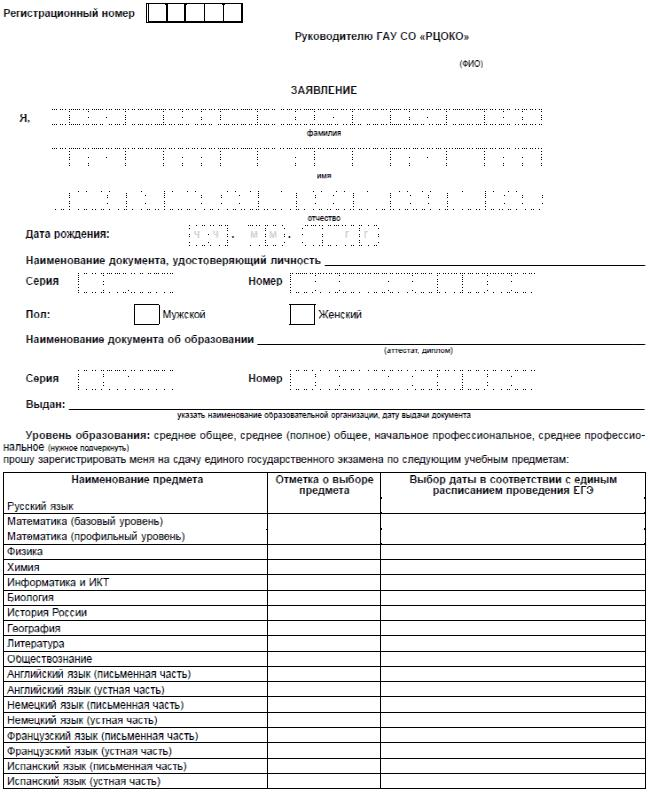 Регистрационный номер
Руководителю ГАУ СО «РЦОКО»
(ФИО)
ЗАЯВЛЕНИЕ
Я,
фамилия
имя
отчество
Дата рождения: Ч Ч . М М . Г Г
Наименование документа, удостоверяющий личность
Серия Номер
Пол: Мужской Женский
Наименование документа об образовании
(аттестат, диплом)
Серия Номер
Выдан:
указать наименование образовательной организации, дату выдачи документа
Уровень образования: среднее общее, среднее (полное) общее, начальное профессиональное, среднее профессио-
нальное (нужное подчеркнуть)
прошу зарегистрировать меня на сдачу единого государственного экзамена по следующим учебным предметам:
Наименование предмета Отметка о выборе Выбор даты в соответствии с единым
предмета расписанием проведения ЕГЭ
Русский язык
Математика (базовый уровень)
Математика (профильный уровень)
Физика
Химия
Информатика и ИКТ
Биология
История России
География
Литература
Обществознание
Английский язык (письменная часть)
Английский язык (устная часть)
Немецкий язык (письменная часть)
Немецкий язык (устная часть)
Французский язык (письменная часть)
Французский язык (устная часть)
Испанский язык (письменная часть)
Испанский язык (устная часть)